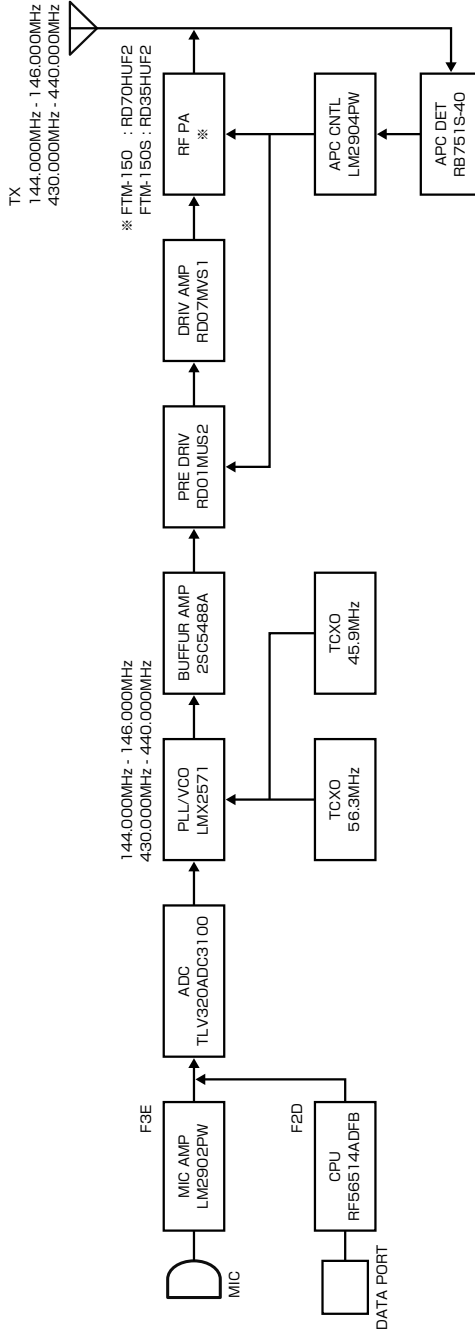 TX
144.000MHz - 146.000MHz
430.000MHz - 440.000MHz
※ FTM-150 : RD70HUF2
FTM-150S : RD35HUF2
144.000MHz - 146.000MHz
430.000MHz - 440.000MHz
MIC
F3E
MIC AMP
LM2902PW
ADC
TLV320ADC3100
PLL/VCO
LMX2571
BUFFUR AMP
2SC5488A
PRE DRIV
RD01MUS2
DRIV AMP
RD07MVS1
RF PA
※
DATA PORT
F2D
CPU
RF56514ADFB
TCXO
56.3MHz
TCXO
45.9MHz
APC CNTL
LM2904PW
APC DET
RB751S-40